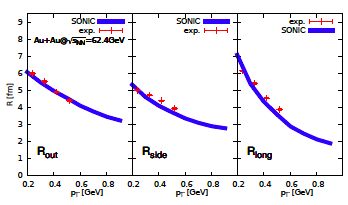 SONIC
exp.
Au+Au@√sNN=62.4GeV
SONIC
exp.
exp.
SONIC
9
8
7
6
5
4
3
2
1
0
R [fm]
Rout
Rside
Rlong
0.2 0.4 0.6 0.8
0.2 0.4 0.6 0.8
0.2 0.4 0.6 0.8
pT [GeV]
pT [GeV]
pT [GeV]